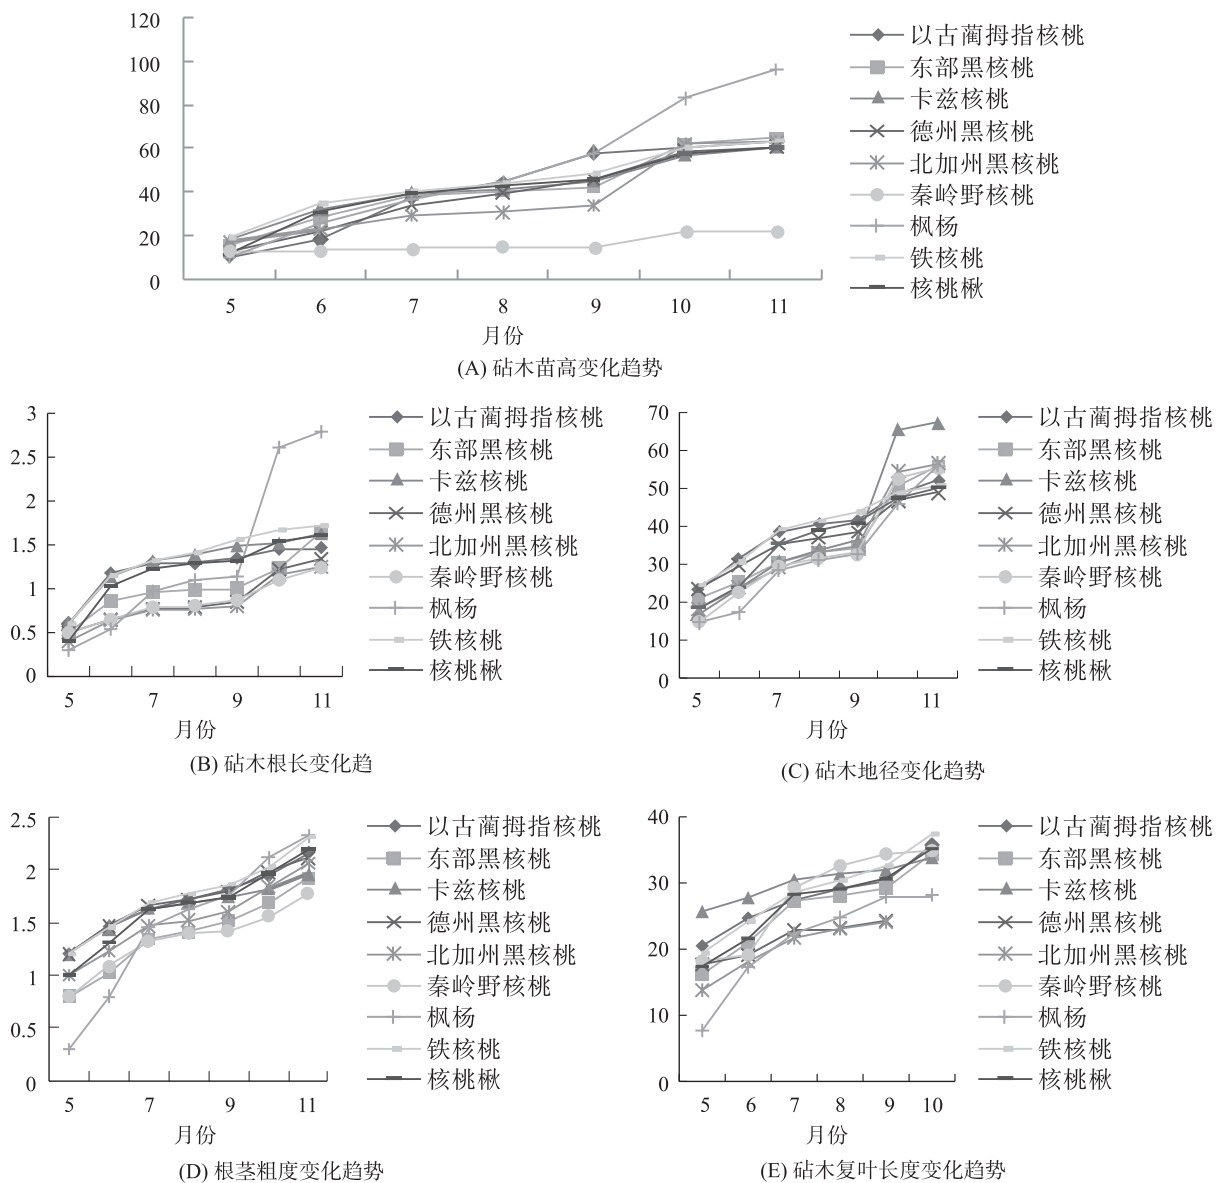 120
100
80
60
40
20
0
5 6 7 8 9 10 11
月份
以古蔺拇指核桃
东部黑核桃
卡兹核桃
德州黑核桃
北加州黑核桃
秦岭野核桃
枫杨
铁核桃
核桃楸
(A) 砧木苗高变化趋势
3
2.5
2
1.5
1
0.5
0
5 7 9 11
月份
以古蔺拇指核桃
东部黑核桃
卡兹核桃
德州黑核桃
北加州黑核桃
秦岭野核桃
枫杨
铁核桃
核桃楸
(B) 砧木根长变化趋
70
60
50
40
30
20
10
0
5 7 9 11
月份
以古蔺拇指核桃
东部黑核桃
卡兹核桃
德州黑核桃
北加州黑核桃
秦岭野核桃
枫杨
铁核桃
核桃楸
(C) 砧木地径变化趋势
2.5
2
1.5
1
0.5
0
5 7 9 11
月份
以古蔺拇指核桃
东部黑核桃
卡兹核桃
德州黑核桃
北加州黑核桃
秦岭野核桃
枫杨
铁核桃
核桃楸
(D) 根茎粗度变化趋势
40
30
20
10
0
5 6 7 8 9 10
月份
以古蔺拇指核桃
东部黑核桃
卡兹核桃
德州黑核桃
北加州黑核桃
秦岭野核桃
枫杨
铁核桃
核桃楸
(E) 砧木复叶长度变化趋势